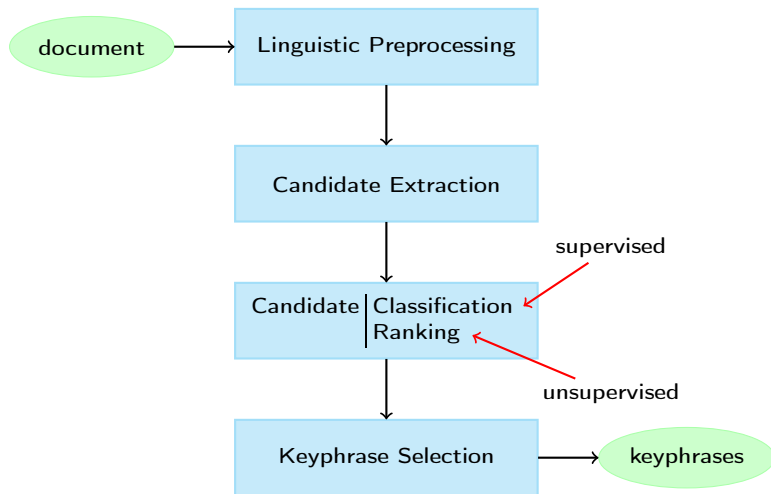 document
Linguistic Preprocessing
Candidate Extraction
supervised
Candidate Classification
Ranking
unsupervised
Keyphrase Selection
keyphrases